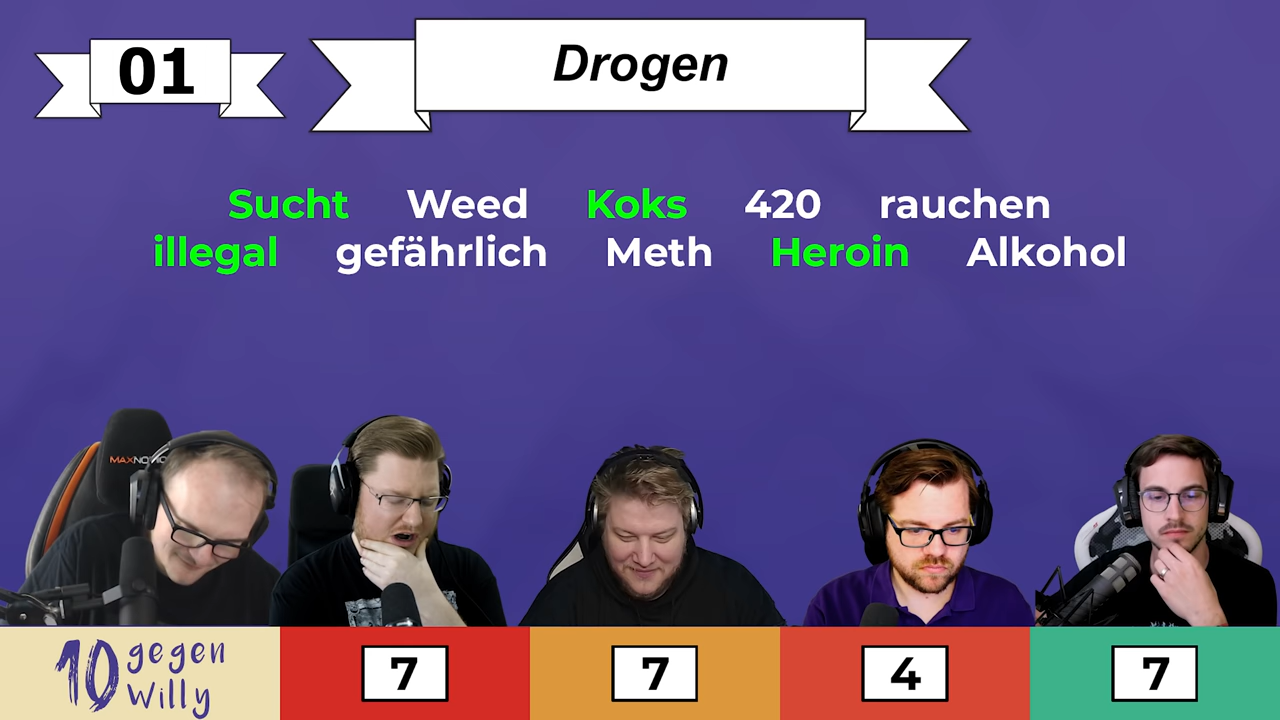 01
Drogen
Sucht Weed Koks 420 rauchen
illegal gefährlich Meth Heroin Alkohol
10 gegen Willy
7 7 4 7